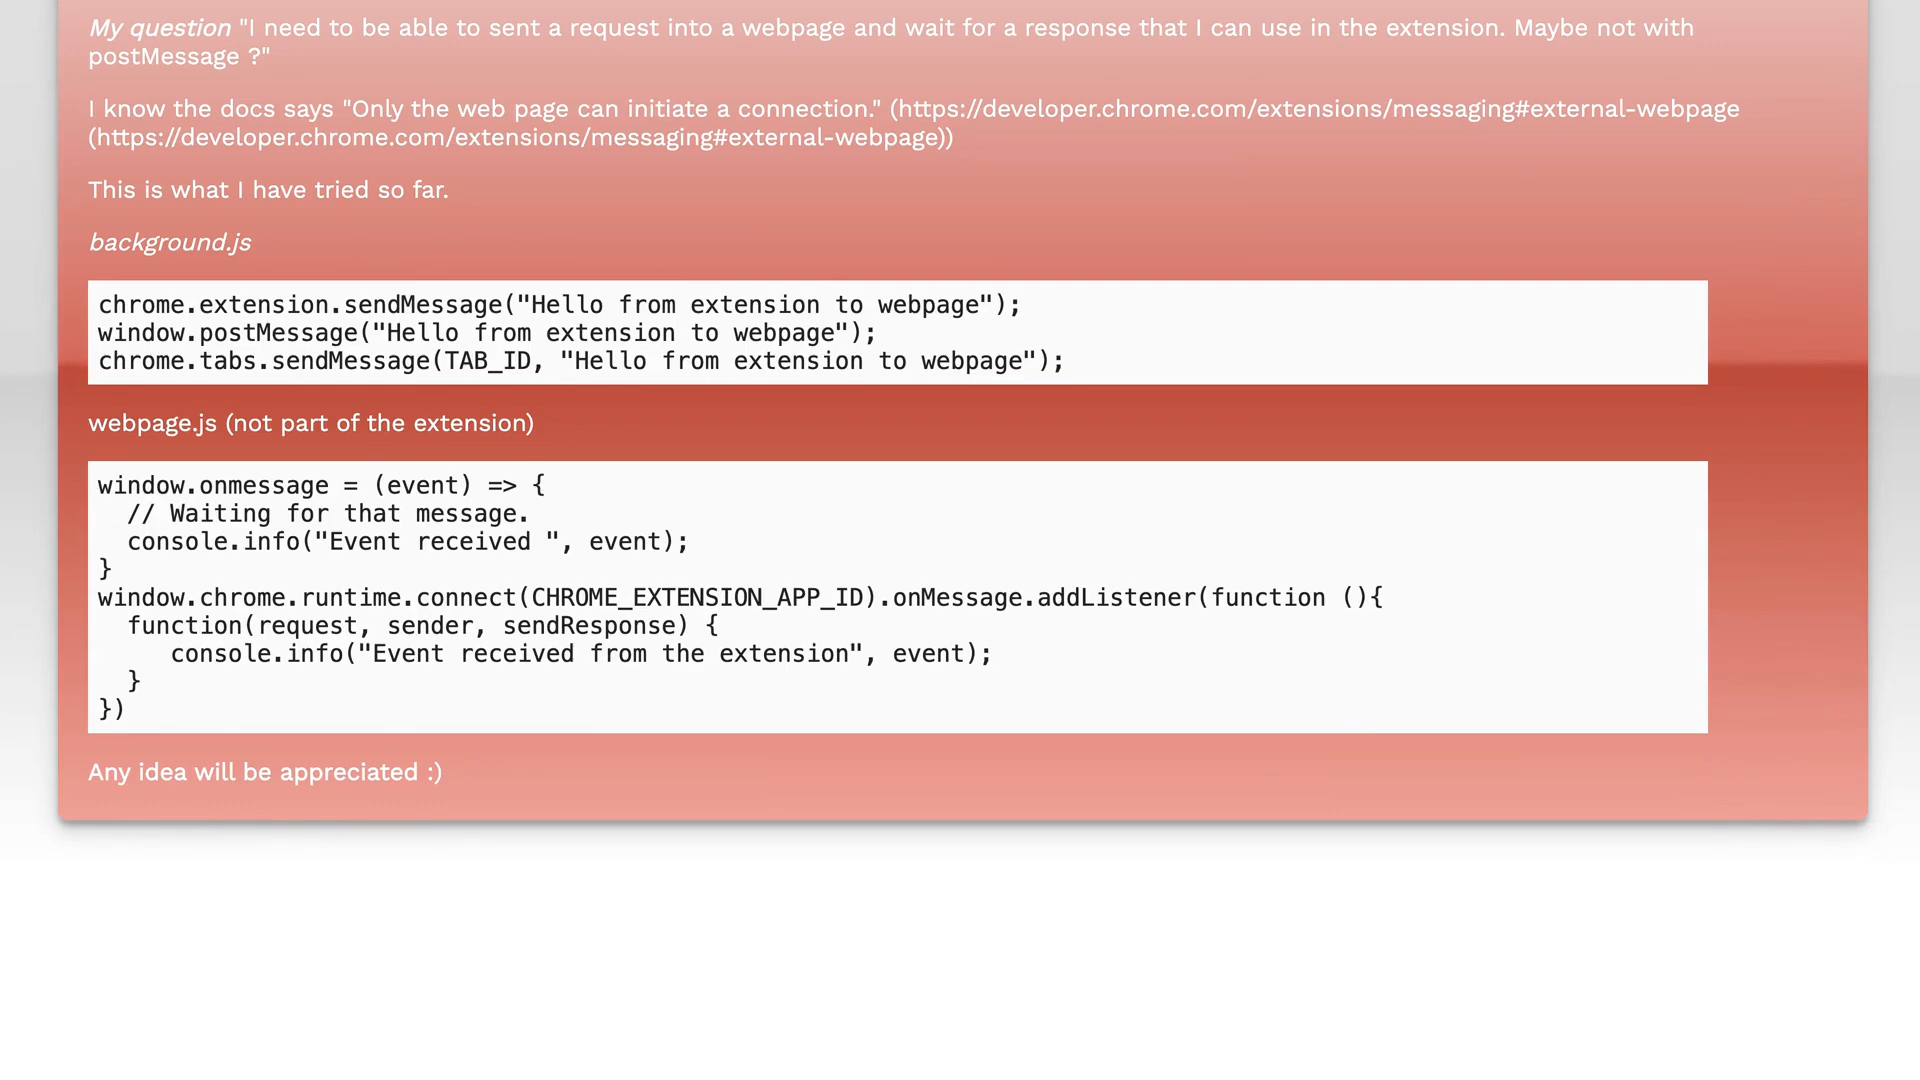 My question "I need to be able to sent a request into a webpage and wait for a response that I can use in the extension. Maybe not with
postMessage ?"
I know the docs says "Only the web page can initiate a connection." (https://developer.chrome.com/extensions/messaging#external-webpage
(https://developer.chrome.com/extensions/messaging#external-webpage))
This is what I have tried so far.
background.js
chrome.extension.sendMessage("Hello from extension to webpage");
window.postMessage("Hello from extension to webpage");
chrome.tabs.sendMessage(TAB_ID, "Hello from extension to webpage");
webpage.js (not part of the extension)
window.onmessage = (event) => {
  // Waiting for that message.
  console.info("Event received ", event);
}
window.chrome.runtime.connect(CHROME_EXTENSION_APP_ID).onMessage.addListener(function (){
  function(request, sender, sendResponse) {
     console.info("Event received from the extension", event);
  }
})
Any idea will be appreciated :)